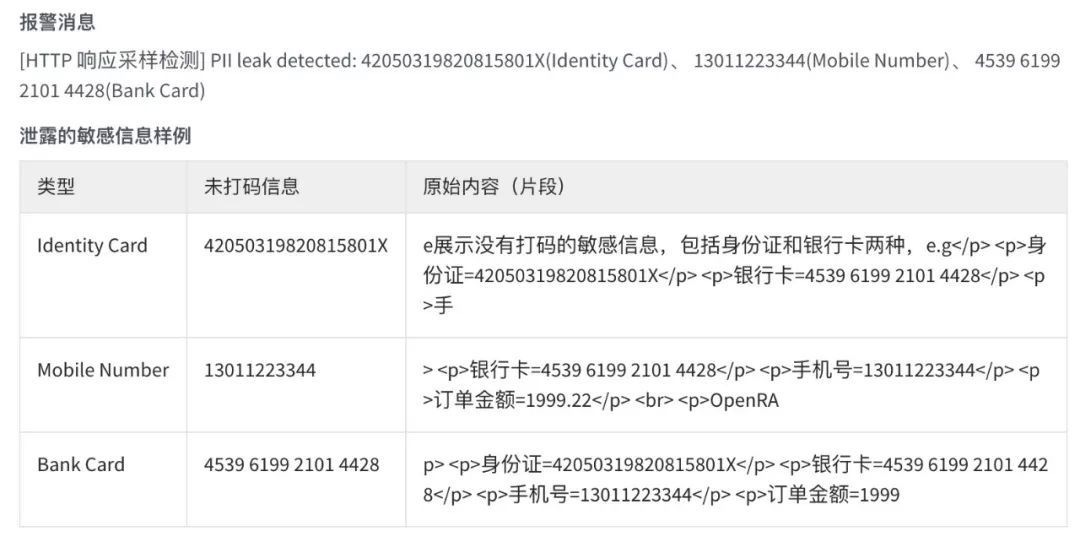 报警消息
[HTTP 响应采样检测] PII leak detected: 42050319820815801X(Identity Card)、 13011223344(Mobile Number)、 4539 6199
2101 4428(Bank Card)
泄露的敏感信息样例
类型 未打码信息 原始内容（片段）
Identity Card 42050319820815801X e展示没有打码的敏感信息，包括身份证和银行卡两种，e.g</p> <p>身
份证=42050319820815801X</p> <p>银行卡=4539 6199 2101 4428</p> <p
>手
Mobile Number 13011223344 > <p>银行卡=4539 6199 2101 4428</p> <p>手机号=13011223344</p> <p
>订单金额=1999.22</p> <br> <p>OpenRA
Bank Card 4539 6199 2101 4428 p> <p>身份证=42050319820815801X</p> <p>银行卡=4539 6199 2101 442
8</p> <p>手机号=13011223344</p> <p>订单金额=1999